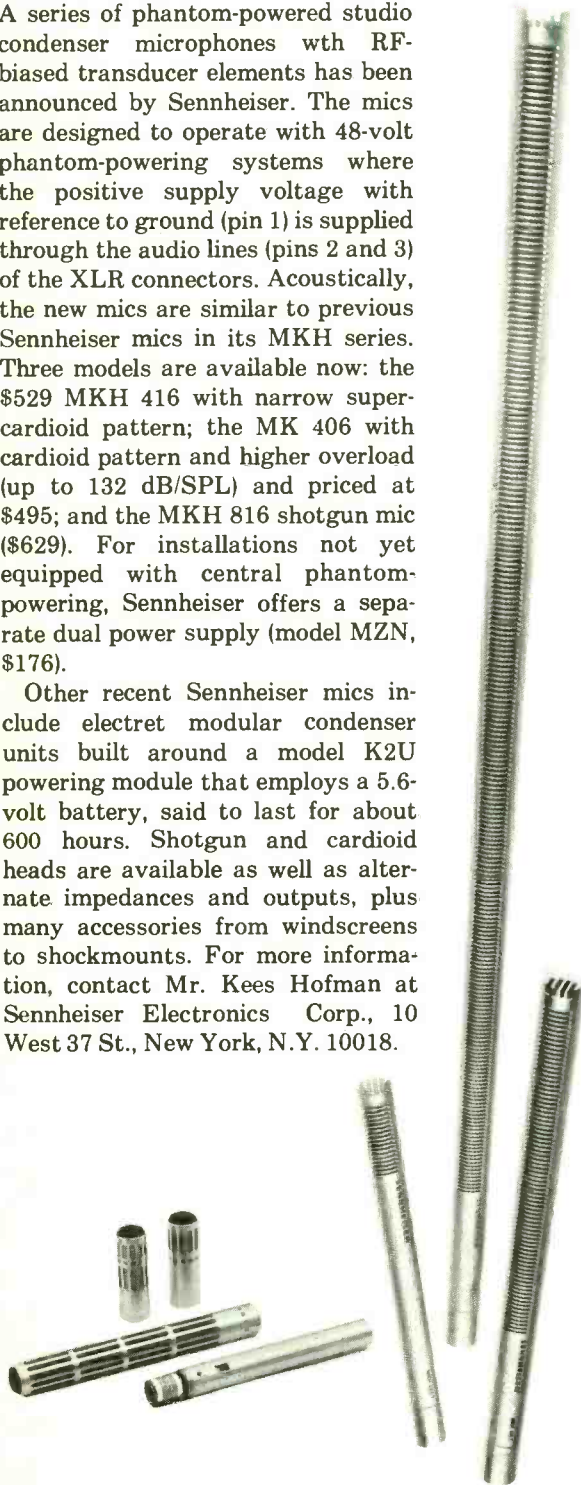 A series of phantom-powered studio
condenser microphones wth RF-
biased transducer elements has been
announced by Sennheiser. The mics
are designed to operate with 48-volt
phantom-powering systems where
the positive supply voltage with
reference to ground (pin 1) is supplied
through the audio lines (pins 2 and 3)
of the XLR connectors. Acoustically,
the new mics are similar to previous
Sennheiser mics in its MKH series.
Three models are available now: the
$529 MKH 416 with narrow super-
cardioid pattern; the MK 406 with
cardioid pattern and higher overload
(up to 132 dB/SPL) and priced at
$495; and the MKH 816 shotgun mic
($629). For installations not yet
equipped with central phantom-
powering, Sennheiser offers a sepa-
rate dual power supply (model MZN,
$176).
Other recent Sennheiser mics in-
clude electret modular condenser
units built around a model K2U
powering module that employs a 5.6-
volt battery, said to last for about
600 hours. Shotgun and cardioid
heads are available as well as alter-
nate impedances and outputs, plus
many accessories from windscreens
to shockmounts. For more informa-
tion, contact Mr. Kees Hofman at
Sennheiser Electronics Corp., 10
West 37 St., New York, N.Y. 10018.